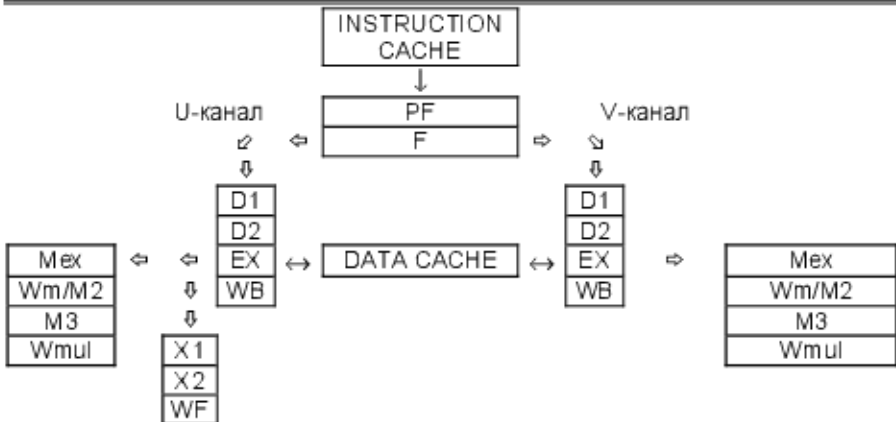 INSTRUCTION
CACHE
U-канал
PF
V-канал
F
D1
D1
D2
D2
Mex
EX
DATA CACHE
EX
Mex
Wm/M2
WB
WB
Wm/M2
M3
M3
Wmul
X1
Wmul
X2
WF